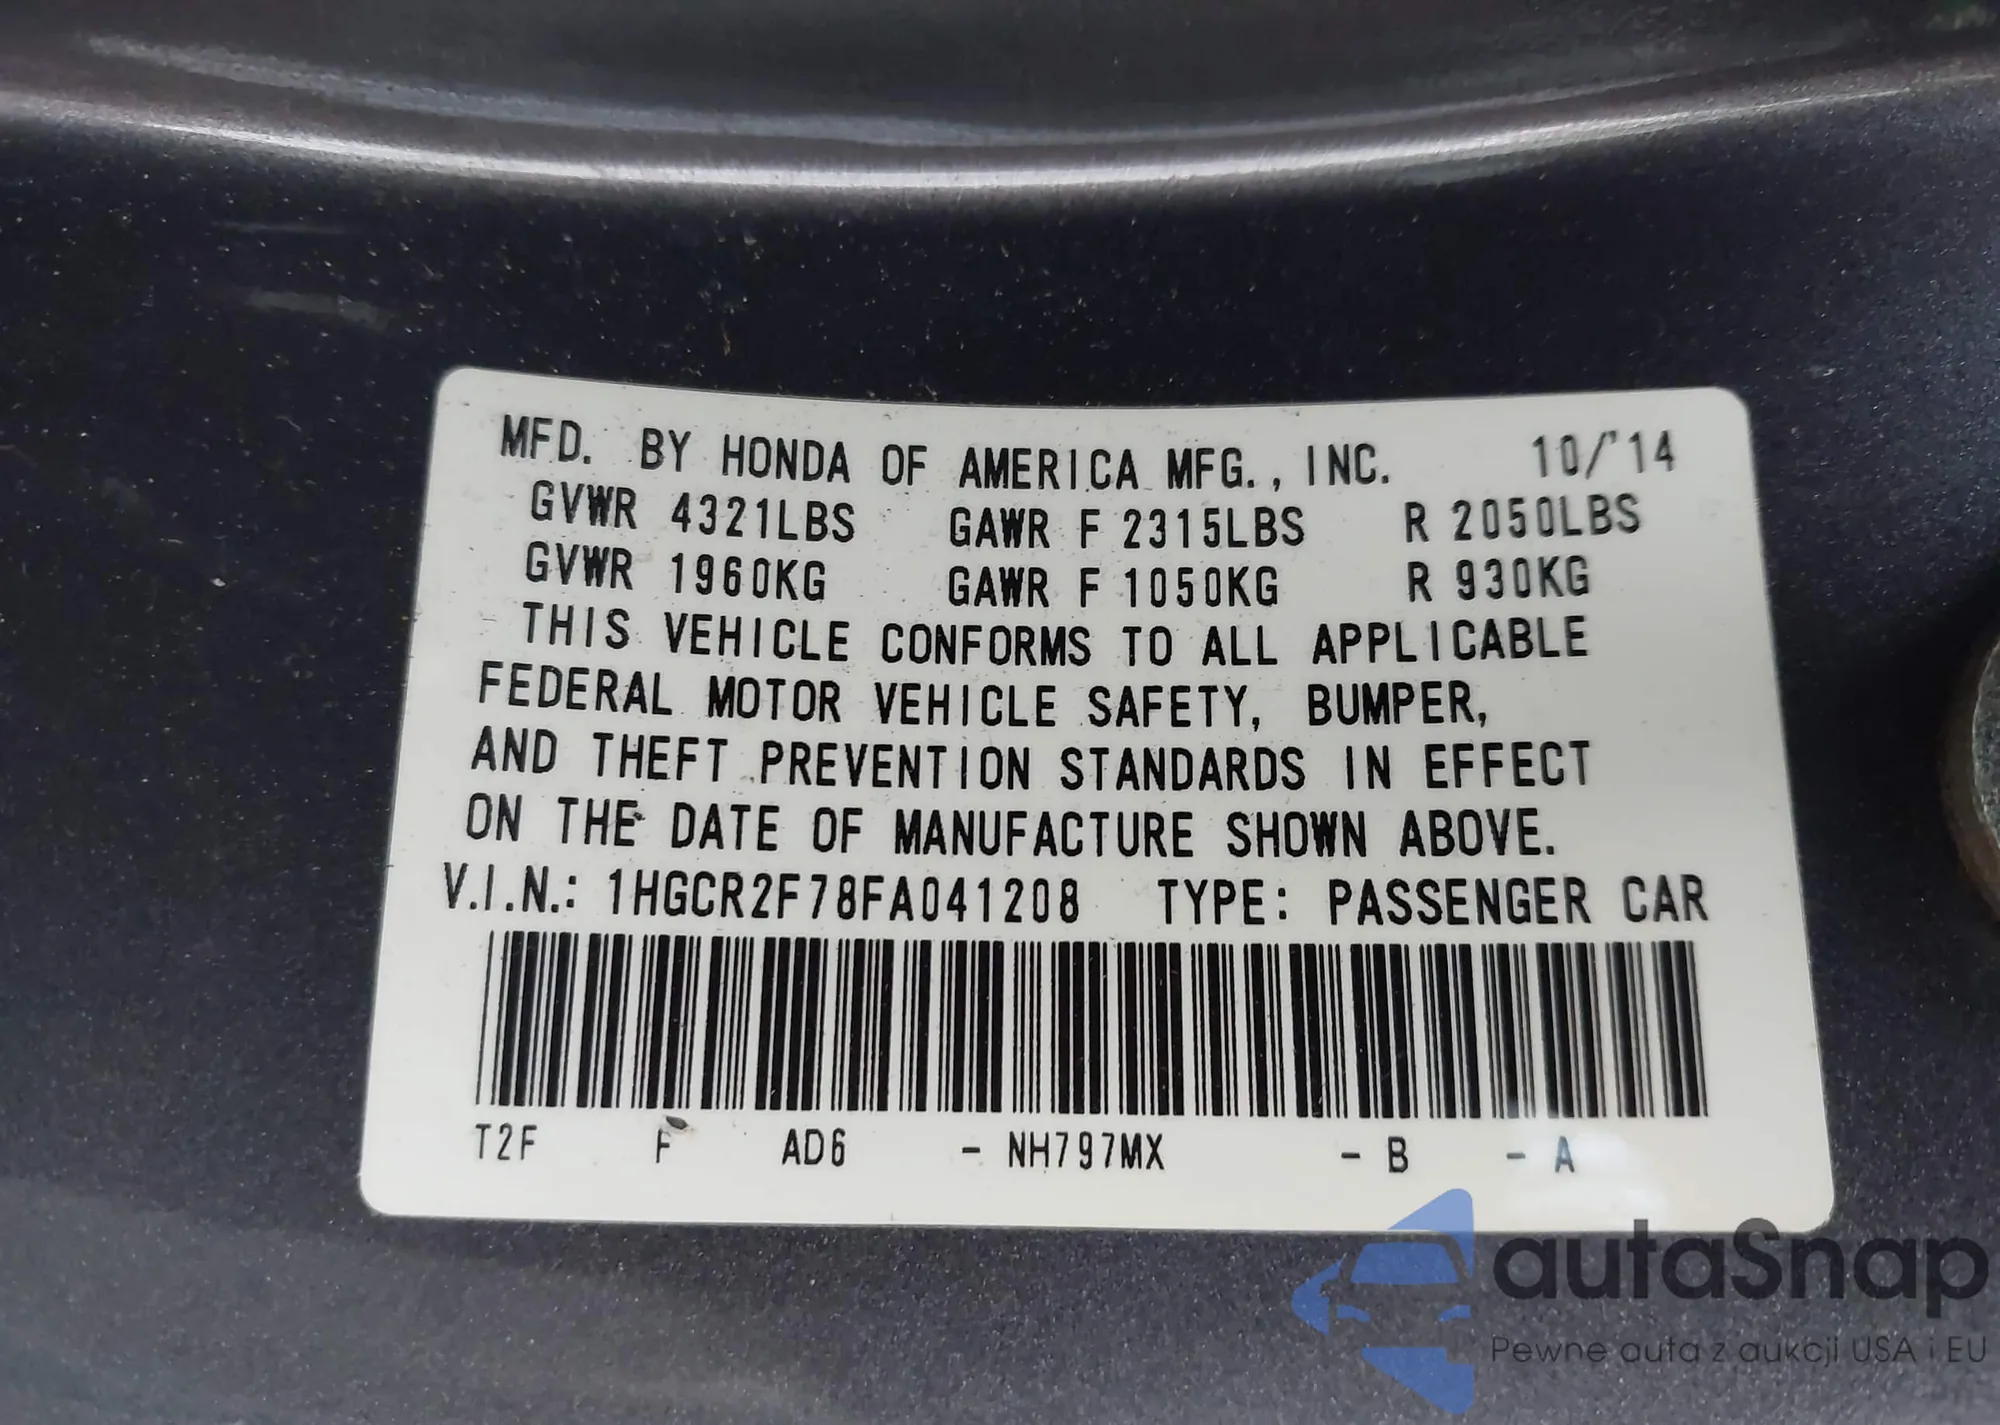 MFD. BY HONDA OF AMERICA MFG., INC. 10/'14
GVWR 4321LBS GAWR F 2315LBS R 2050LBS
GVWR 1960KG GAWR F 1050KG R 930KG
THIS VEHICLE CONFORMS TO ALL APPLICABLE
FEDERAL MOTOR VEHICLE SAFETY, BUMPER,
AND THEFT PREVENTION STANDARDS IN EFFECT
ON THE DATE OF MANUFACTURE SHOWN ABOVE.
V.I.N.: 1HGCR2F78FA041208 TYPE: PASSENGER CAR
T2F F AD6 - NH797MX - B - A
autaSnap
Pewne auta z aukcji USA i EU